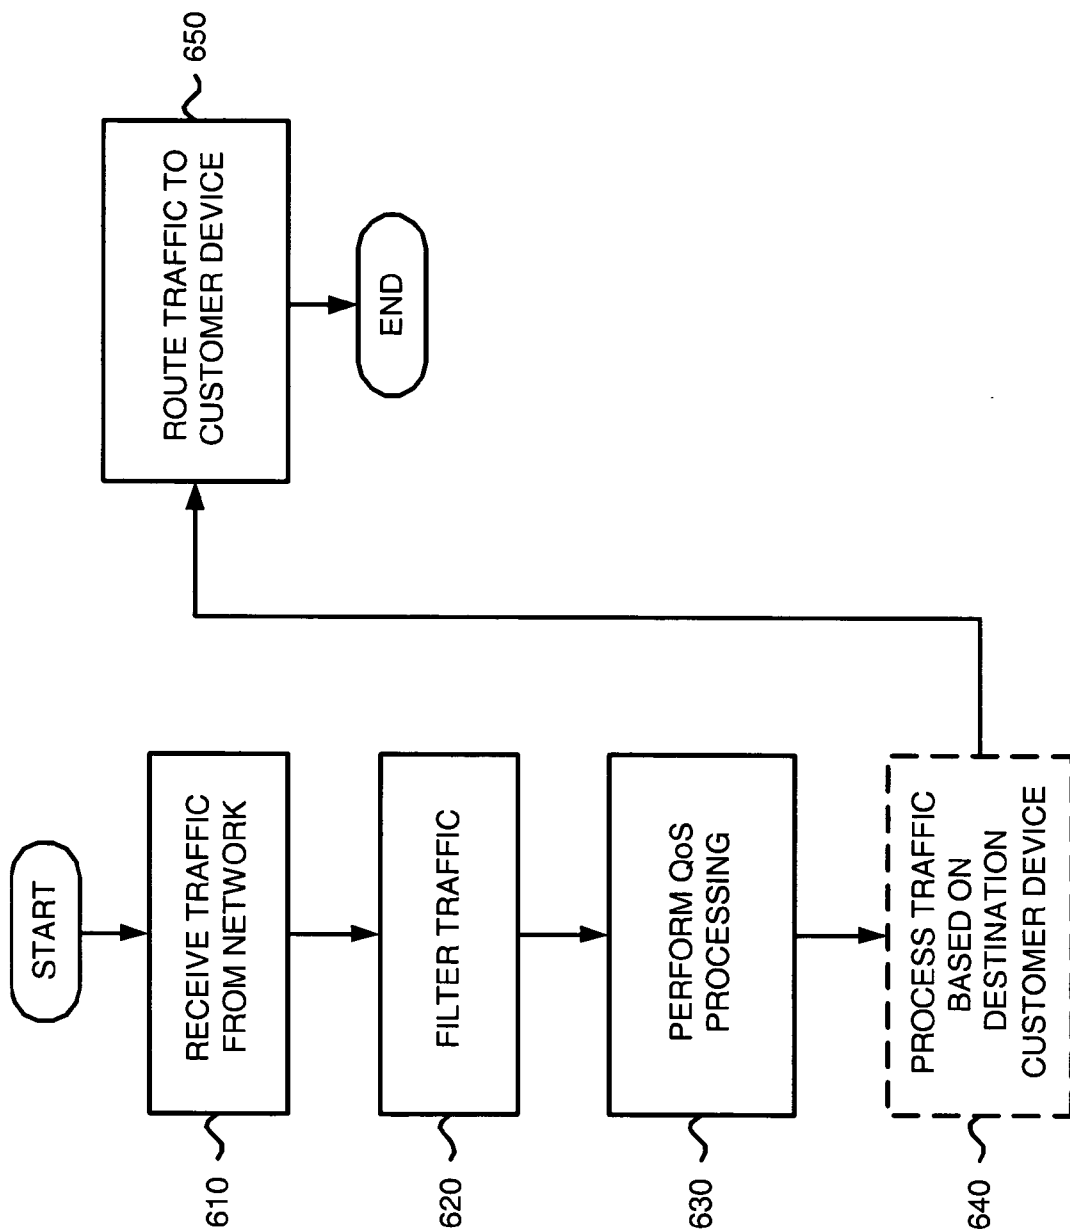 START
RECEIVE TRAFFIC
FROM NETWORK
610
FILTER TRAFFIC
620
PERFORM QoS
PROCESSING
630
PROCESS TRAFFIC
BASED ON
DESTINATION
CUSTOMER DEVICE
640
ROUTE TRAFFIC TO
CUSTOMER DEVICE
650
END